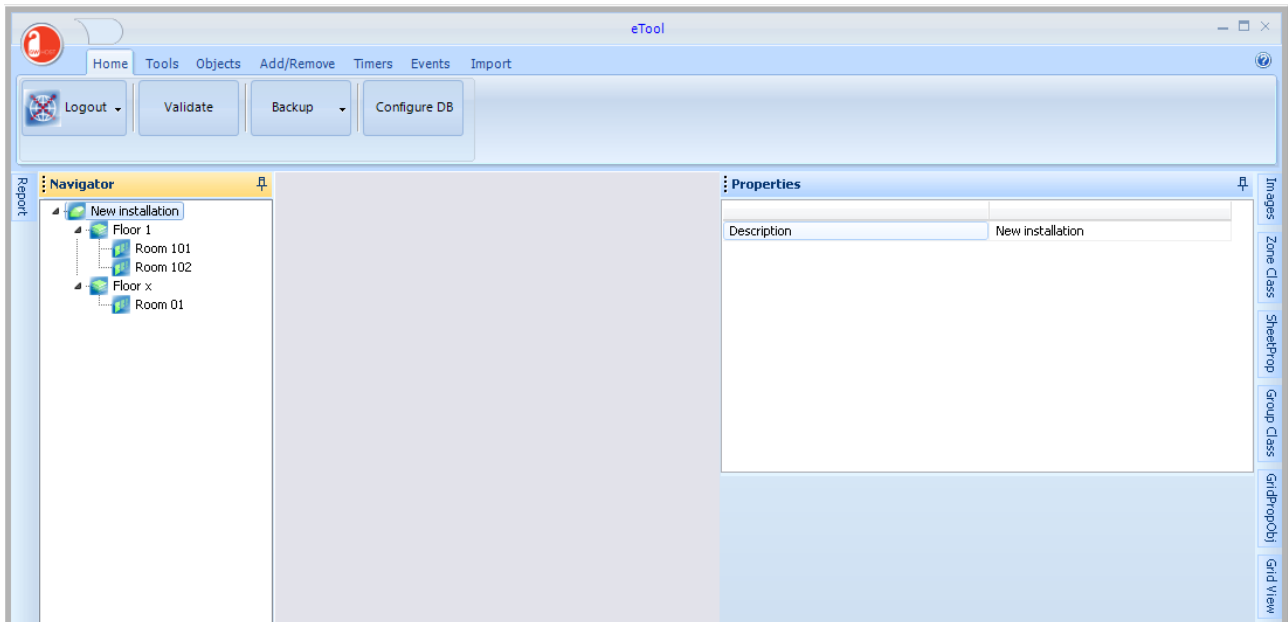 eTool
GW HOST
Home Tools Objects Add/Remove Timers Events Import
Logout Validate Backup Configure DB
Report
Navigator
New installation
Floor 1
Room 101
Room 102
Floor x
Room 01
Properties
Description New installation
Images
Zone Class
SheetProp
Group Class
GridPropObj
Grid View